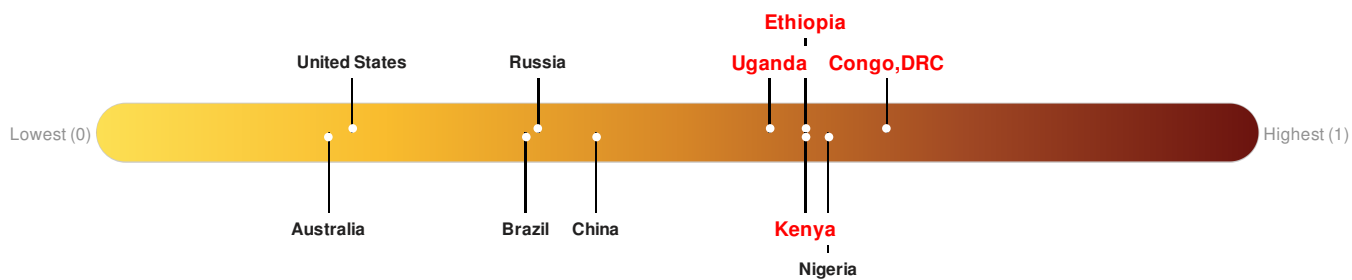 Ethiopia
United States
Russia
Uganda
Congo,DRC
Lowest (0)
Highest (1)
Australia
Brazil
China
Kenya
Nigeria